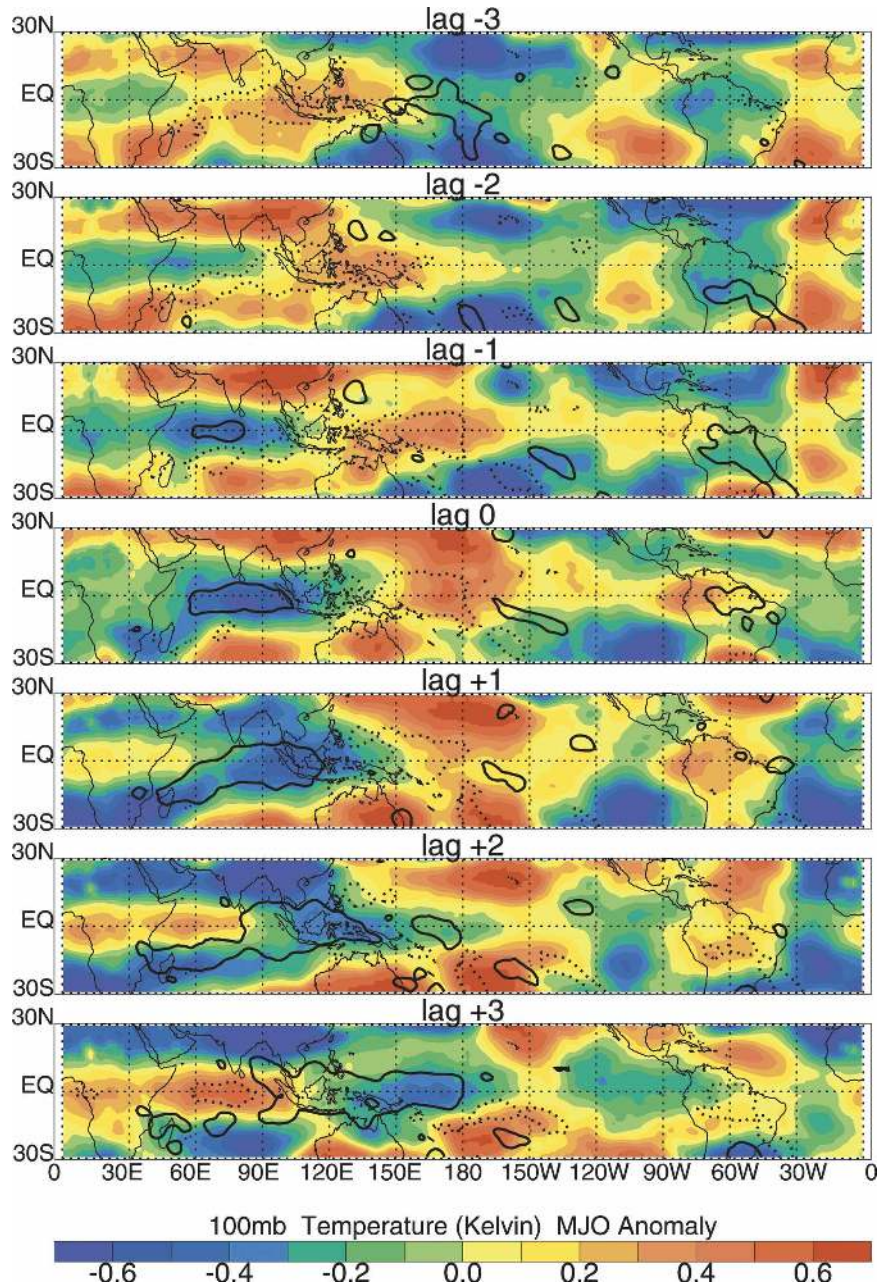 lag -3
30N
EQ
30S
lag -2
30N
EQ
30S
lag -1
30N
EQ
30S
lag 0
30N
EQ
30S
lag +1
30N
EQ
30S
lag +2
30N
EQ
30S
lag +3
30N
EQ
30S
0 30E 60E 90E 120E 150E 180 150W 120W 90W 60W 30W 0
100mb Temperature (Kelvin) MJO Anomaly
-0.6 -0.4 -0.2 0.0 0.2 0.4 0.6